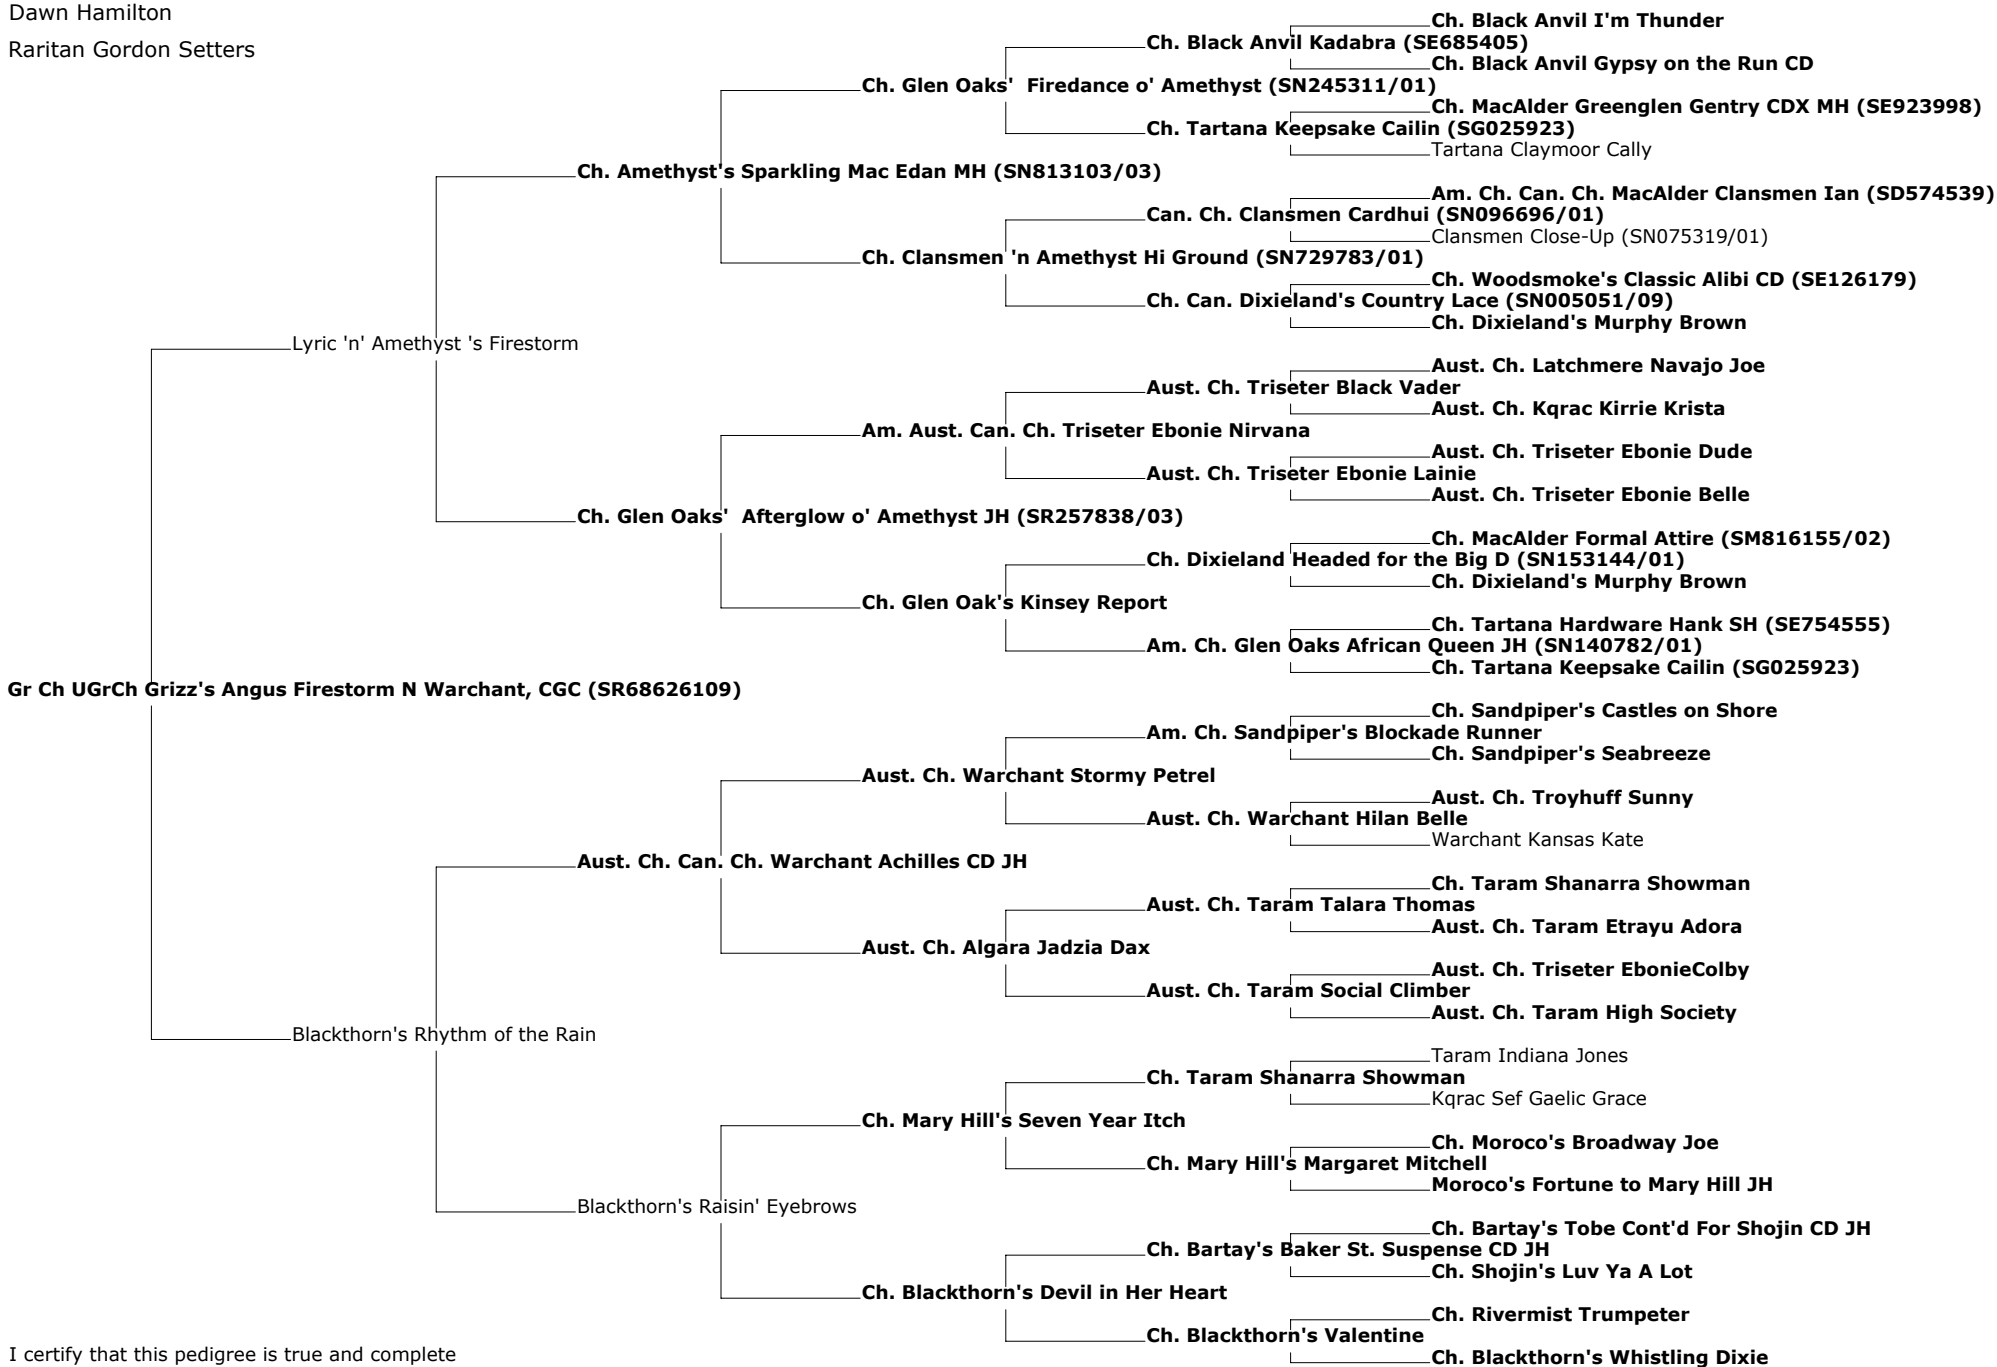 Dawn Hamilton
Raritan Gordon Setters
Ch. Black Anvil I'm Thunder
Ch. Black Anvil Kadabra (SE685405)
Ch. Black Anvil Gypsy on the Run CD
Ch. Glen Oaks'  Firedance o' Amethyst (SN245311/01)
Ch. MacAlder Greenglen Gentry CDX MH (SE923998)
Ch. Tartana Keepsake Cailin (SG025923)
Tartana Claymoor Cally
Ch. Amethyst's Sparkling Mac Edan MH (SN813103/03)
Am. Ch. Can. Ch. MacAlder Clansmen Ian (SD574539)
Can. Ch. Clansmen Cardhui (SN096696/01)
Clansmen Close-Up (SN075319/01)
Ch. Clansmen 'n Amethyst Hi Ground (SN729783/01)
Ch. Woodsmoke's Classic Alibi CD (SE126179)
Ch. Can. Dixieland's Country Lace (SN005051/09)
Ch. Dixieland's Murphy Brown
Lyric 'n' Amethyst 's Firestorm
Aust. Ch. Latchmere Navajo Joe
Aust. Ch. Triseter Black Vader
Aust. Ch. Kqrac Kirrie Krista
Am. Aust. Can. Ch. Triseter Ebonie Nirvana
Aust. Ch. Triseter Ebonie Dude
Aust. Ch. Triseter Ebonie Lainie
Aust. Ch. Triseter Ebonie Belle
Ch. Glen Oaks'  Afterglow o' Amethyst JH (SR257838/03)
Ch. MacAlder Formal Attire (SM816155/02)
Ch. Dixieland Headed for the Big D (SN153144/01)
Ch. Dixieland's Murphy Brown
Ch. Glen Oak's Kinsey Report
Ch. Tartana Hardware Hank SH (SE754555)
Am. Ch. Glen Oaks African Queen JH (SN140782/01)
Ch. Tartana Keepsake Cailin (SG025923)
Gr Ch UGrCh Grizz's Angus Firestorm N Warchant, CGC (SR68626109)
Ch. Sandpiper's Castles on Shore
Am. Ch. Sandpiper's Blockade Runner
Ch. Sandpiper's Seabreeze
Aust. Ch. Warchant Stormy Petrel
Aust. Ch. Troyhuff Sunny
Aust. Ch. Warchant Hilan Belle
Warchant Kansas Kate
Aust. Ch. Can. Ch. Warchant Achilles CD JH
Ch. Taram Shanarra Showman
Aust. Ch. Taram Talara Thomas
Aust. Ch. Taram Etrayu Adora
Aust. Ch. Algara Jadzia Dax
Aust. Ch. Triseter EbonieColby
Aust. Ch. Taram Social Climber
Aust. Ch. Taram High Society
Blackthorn's Rhythm of the Rain
Taram Indiana Jones
Ch. Taram Shanarra Showman
Kqrac Sef Gaelic Grace
Ch. Mary Hill's Seven Year Itch
Ch. Moroco's Broadway Joe
Ch. Mary Hill's Margaret Mitchell
Moroco's Fortune to Mary Hill JH
Blackthorn's Raisin' Eyebrows
Ch. Bartay's Tobe Cont'd For Shojin CD JH
Ch. Bartay's Baker St. Suspense CD JH
Ch. Shojin's Luv Ya A Lot
Ch. Blackthorn's Devil in Her Heart
Ch. Rivermist Trumpeter
Ch. Blackthorn's Valentine
Ch. Blackthorn's Whistling Dixie
I certify that this pedigree is true and complete